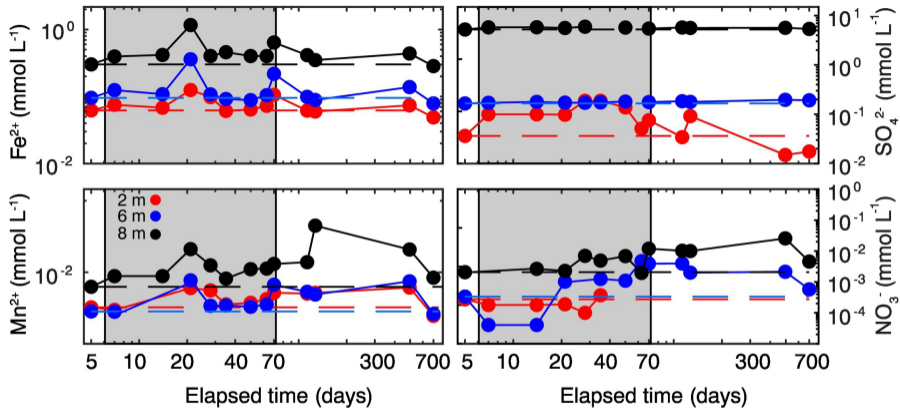 10⁰
10⁻²
Fe²⁺ (mmol L⁻¹)
10¹
10⁰
10⁻¹
10⁻²
SO₄²⁻ (mmol L⁻¹)
2 m
6 m
8 m
10⁻²
Mn²⁺ (mmol L⁻¹)
10⁰
10⁻¹
10⁻²
10⁻³
10⁻⁴
NO₃⁻ (mmol L⁻¹)
5 10 20 40 70 300 700
5 10 20 40 70 300 700
Elapsed time (days)
Elapsed time (days)